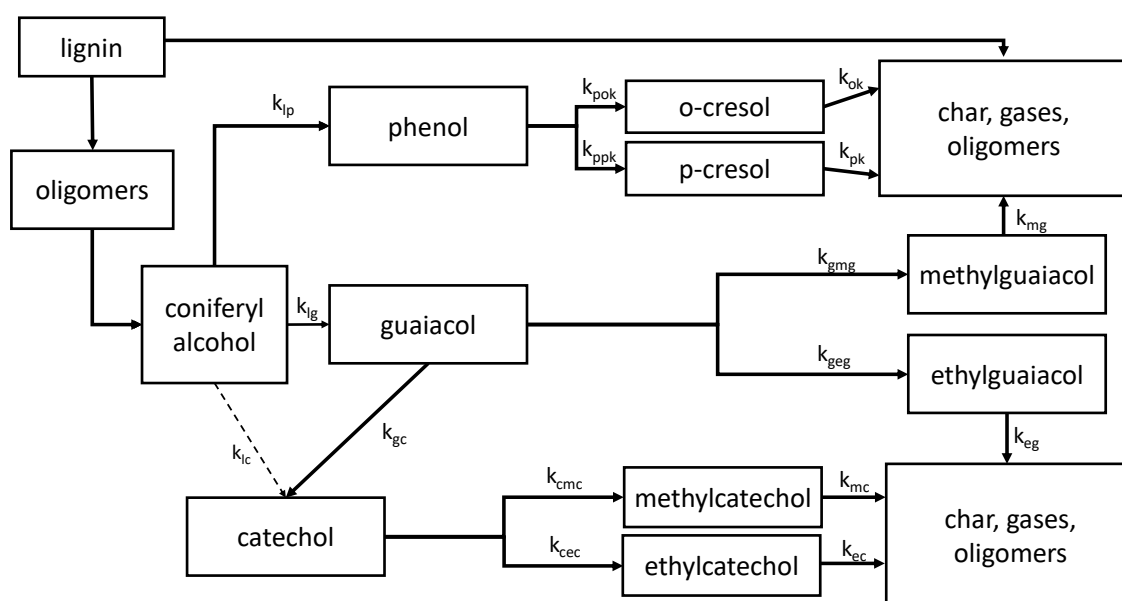 lignin
oligomers
coniferyl
alcohol
k_lp
phenol
k_pok
o-cresol
k_ok
k_ppk
p-cresol
k_pk
char, gases,
oligomers
k_lg
guaiacol
k_gmg
methylguaiacol
k_mg
k_geg
ethylguaiacol
k_eg
k_lc
k_gc
catechol
k_cmc
methylcatechol
k_mc
k_cec
ethylcatechol
k_ec
char, gases,
oligomers